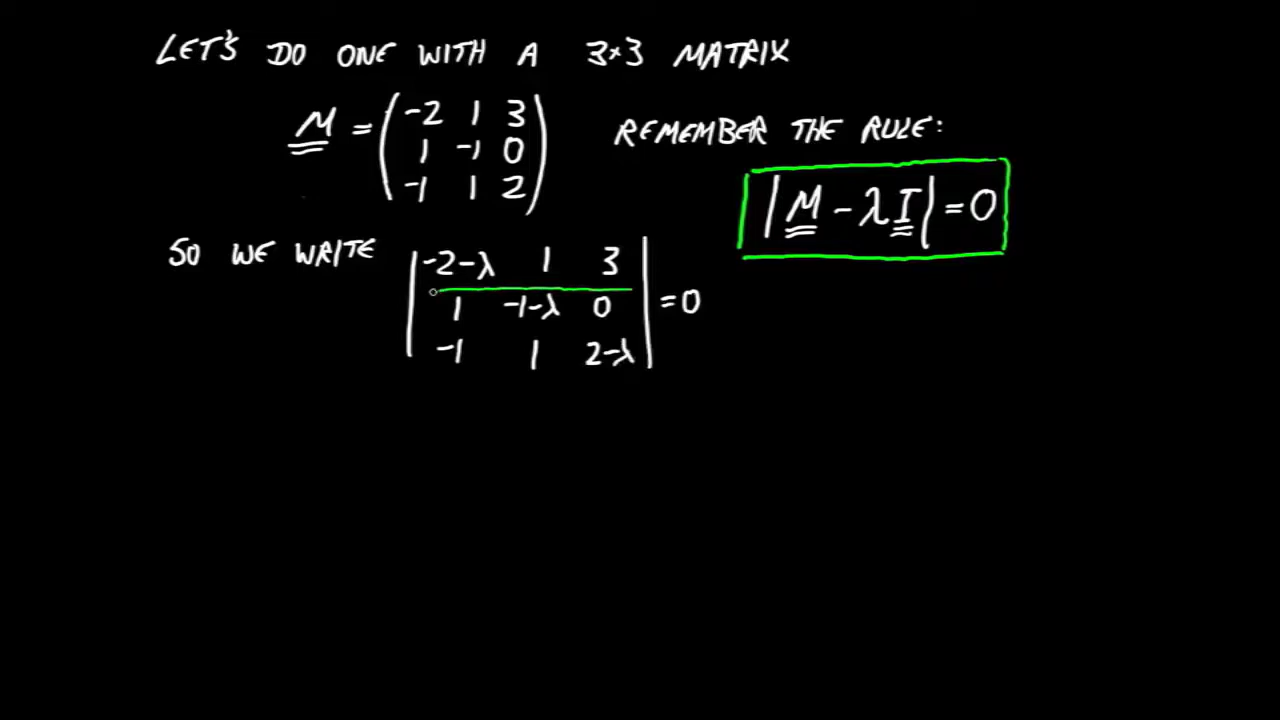 LET'S DO ONE WITH A 3×3 MATRIX
M = (-2 1 3
1 -1 0
-1 1 2)
REMEMBER THE RULE:
|M - λI| = 0
SO WE WRITE
|-2-λ 1 3|
|1 -1-λ 0| = 0
|-1 1 2-λ|